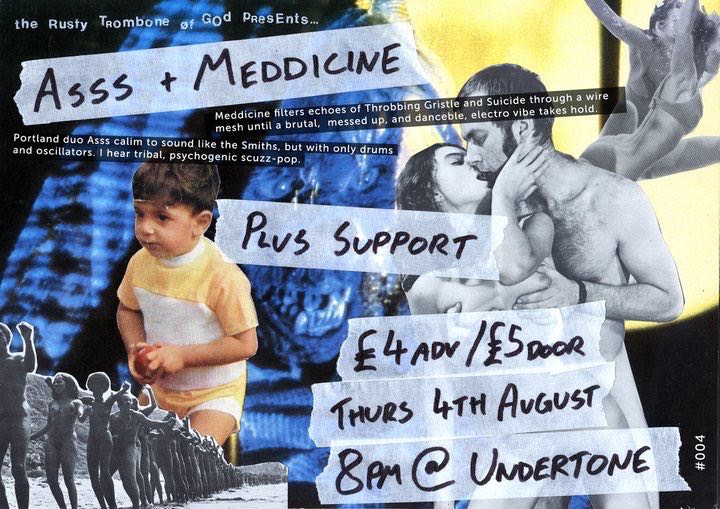 the Rusty Trombone øf GOd PresEnts...
Asss + Meddicine
Meddicine filters echoes of Throbbing Gristle and Suicide through a wire
mesh until a brutal, messed up, and danceble, electro vibe takes hold.
Portland duo Asss calim to sound like the Smiths, but with only drums
and oscillators. I hear tribal, psychogenic scuzz-pop.
Plus Support
£4 adv / £5 door
Thurs 4th August
8pm @ Undertone
#004